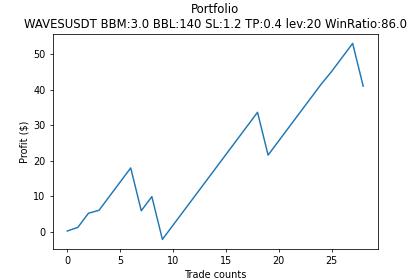 Portfolio
WAVESUSDT BBM:3.0 BBL:140 SL:1.2 TP:0.4 lev:20 WinRatio:86.0
50
40
30
20
10
0
Profit ($)
0 5 10 15 20 25
Trade counts